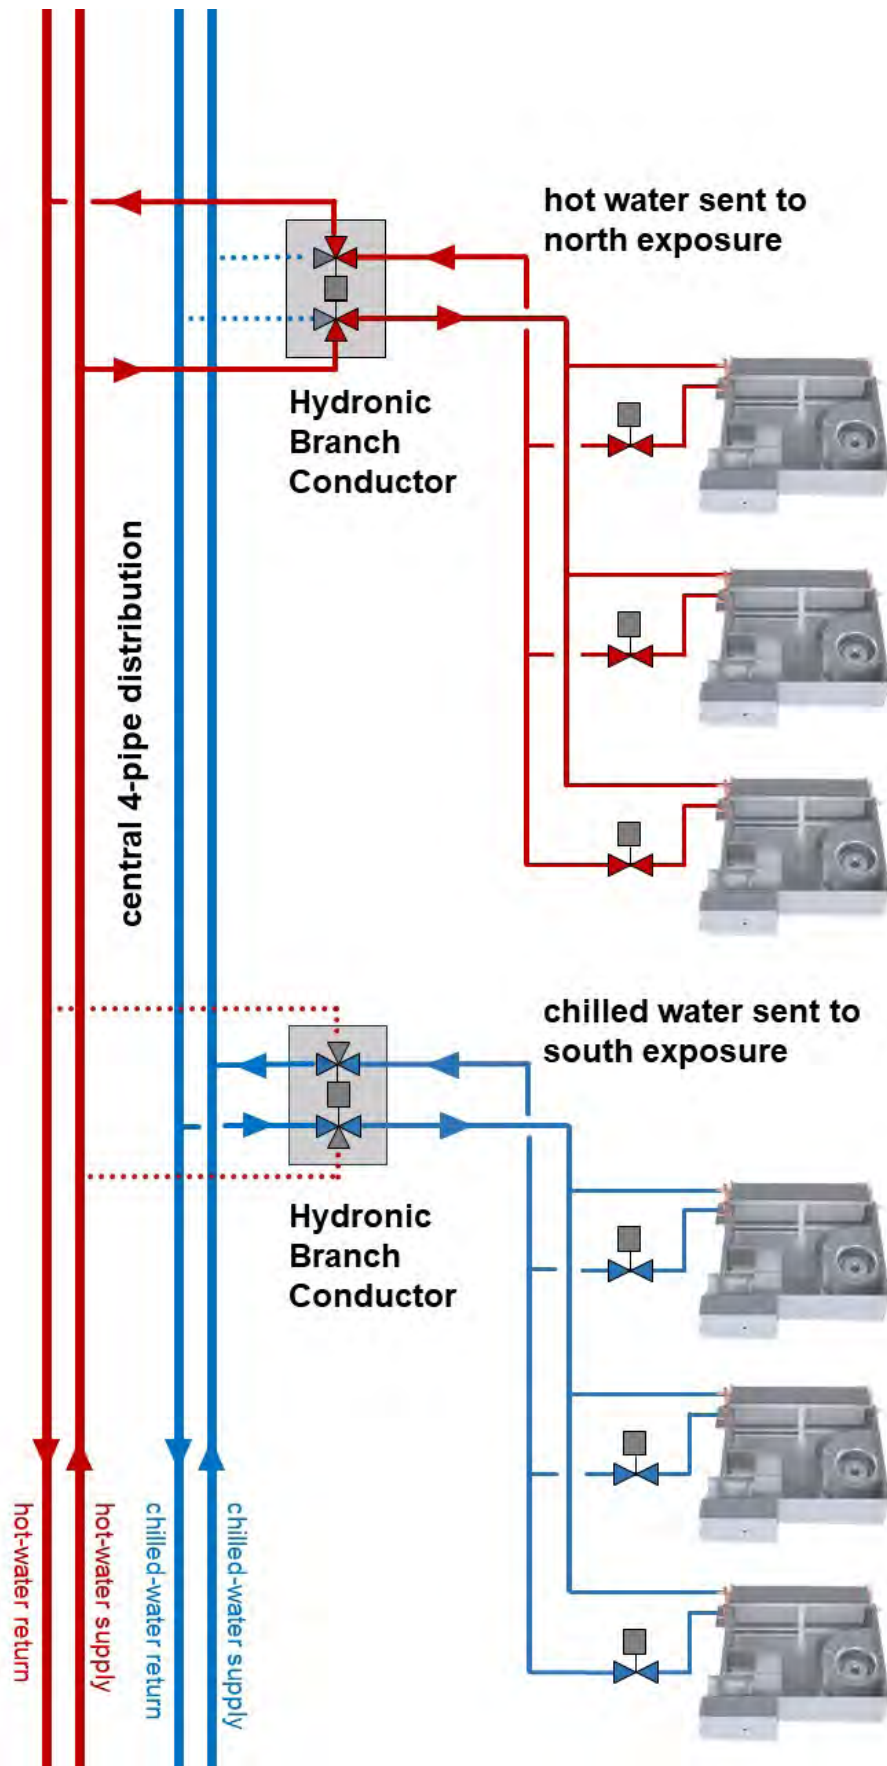 hot water sent to
north exposure
Hydronic
Branch
Conductor
central 4-pipe distribution
chilled water sent to
south exposure
Hydronic
Branch
Conductor
hot-water return
hot-water supply
chilled-water return
chilled-water supply